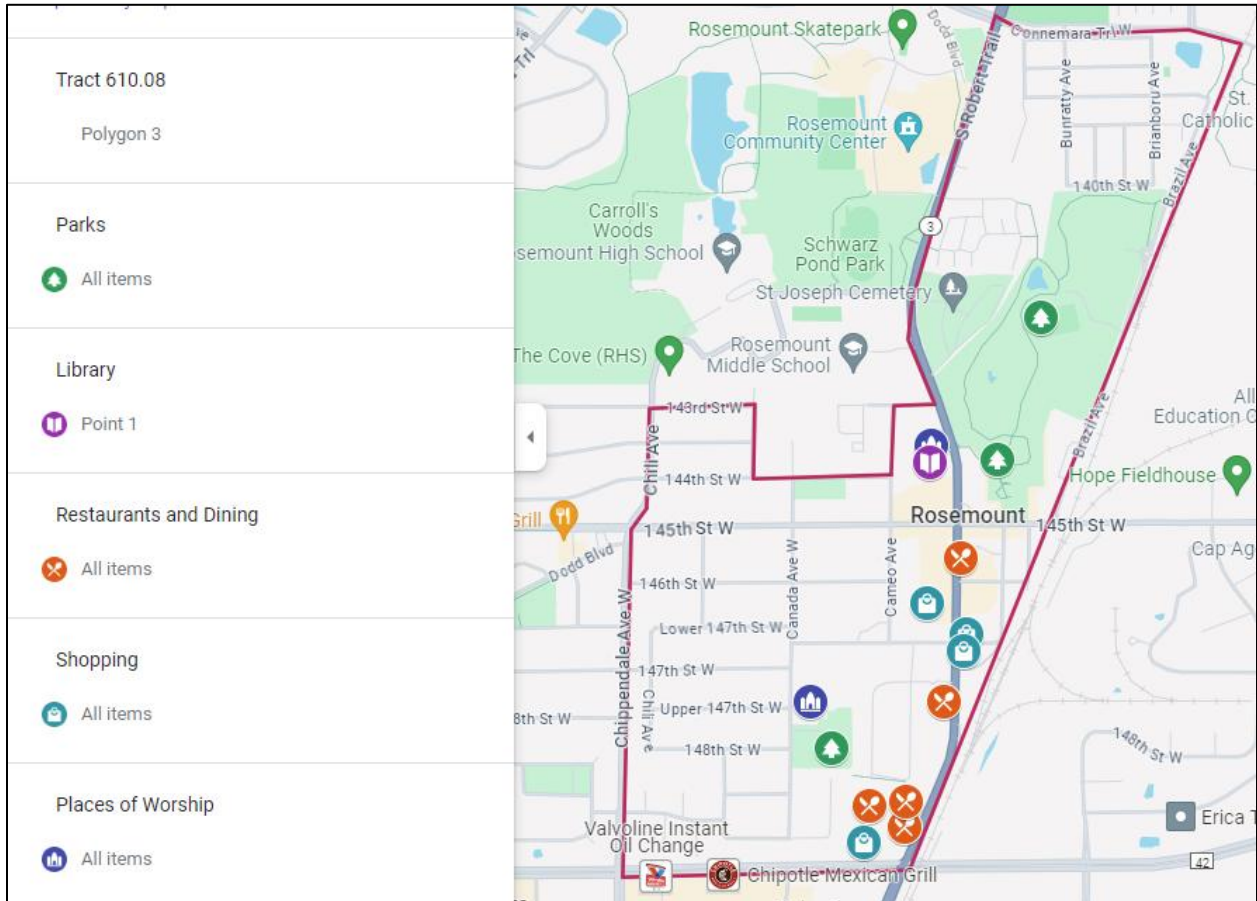 Tract 610.08
Polygon 3
Parks
All items
Library
Point 1
Restaurants and Dining
All items
Shopping
All items
Places of Worship
All items
Rosemount Skatepark
Dodd Blvd
Connemara Trl W
S Robert Trail
Bunratty Ave
Brianboru Ave
St.
Catholic
Rosemount
Community Center
140th St W
Brazil Ave
3
Carroll's
Woods
semount High School
Schwarz
Pond Park
St Joseph Cemetery
The Cove (RHS)
Rosemount
Middle School
143rd St W
All
Education C
Brazil Ave
Chili Ave
144th St W
Hope Fieldhouse
Grill
145th St W
Rosemount
145th St W
Dodd Blvd
Cap Ag
146th St W
Canada Ave W
Cameo Ave
Chippendale Ave W
Lower 147th St W
147th St W
8th St W
Chili Ave
Upper 147th St W
148th St W
148th St W
Valvoline Instant
Oil Change
Erica T
Chipotle Mexican Grill
42